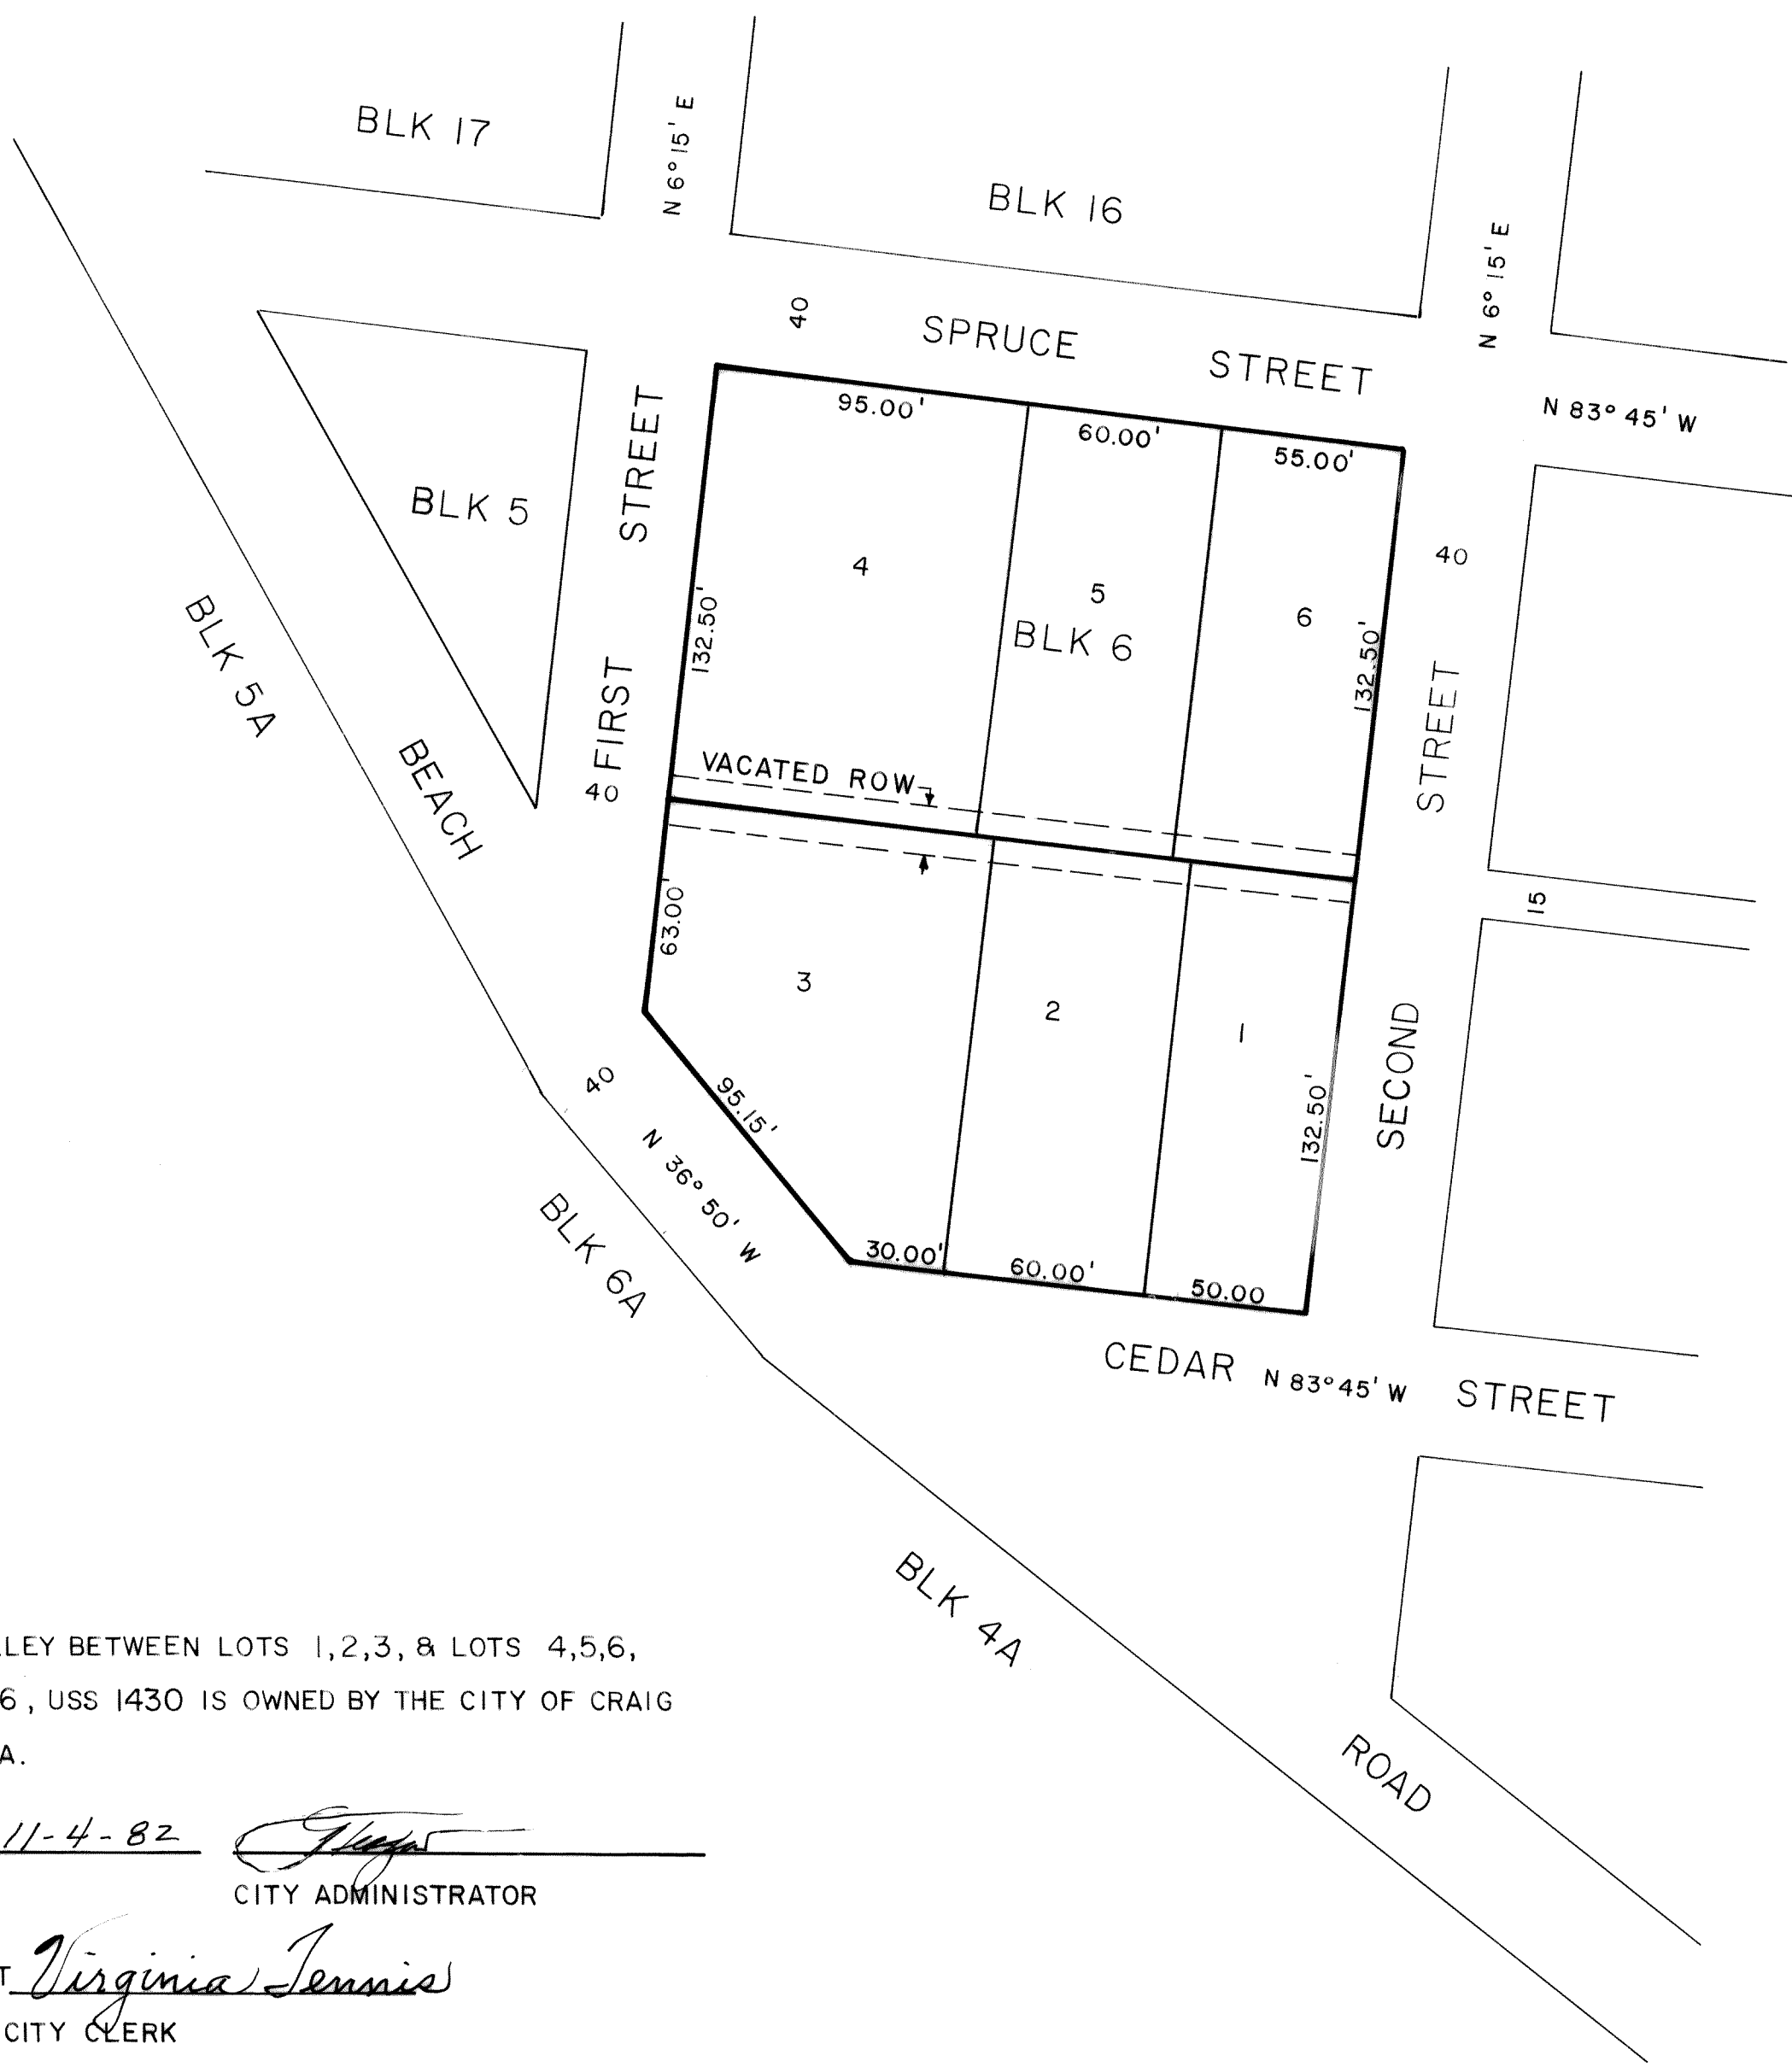 BLK 17
N 6° 15' E
BLK 16
N 6° 15' E
40
SPRUCE STREET
N 83° 45' W
95.00'
60.00'
55.00'
BLK 5
FIRST STREET
40
4
5
6
BLK 6
132.50'
132.50'
40
SECOND STREET
BLK 5A
BEACH
VACATED ROW
15
63.00'
3
2
1
40
95.15'
N 36° 50' W
132.50'
BLK 6A
30.00'
60.00'
50.00
CEDAR N 83° 45' W STREET
BLK 4A
ROAD
LEY BETWEEN LOTS 1,2,3, & LOTS 4,5,6,
6, USS 1430 IS OWNED BY THE CITY OF CRAIG
A.
11-4-82
CITY ADMINISTRATOR
T Virginia Tennis
CITY CLERK